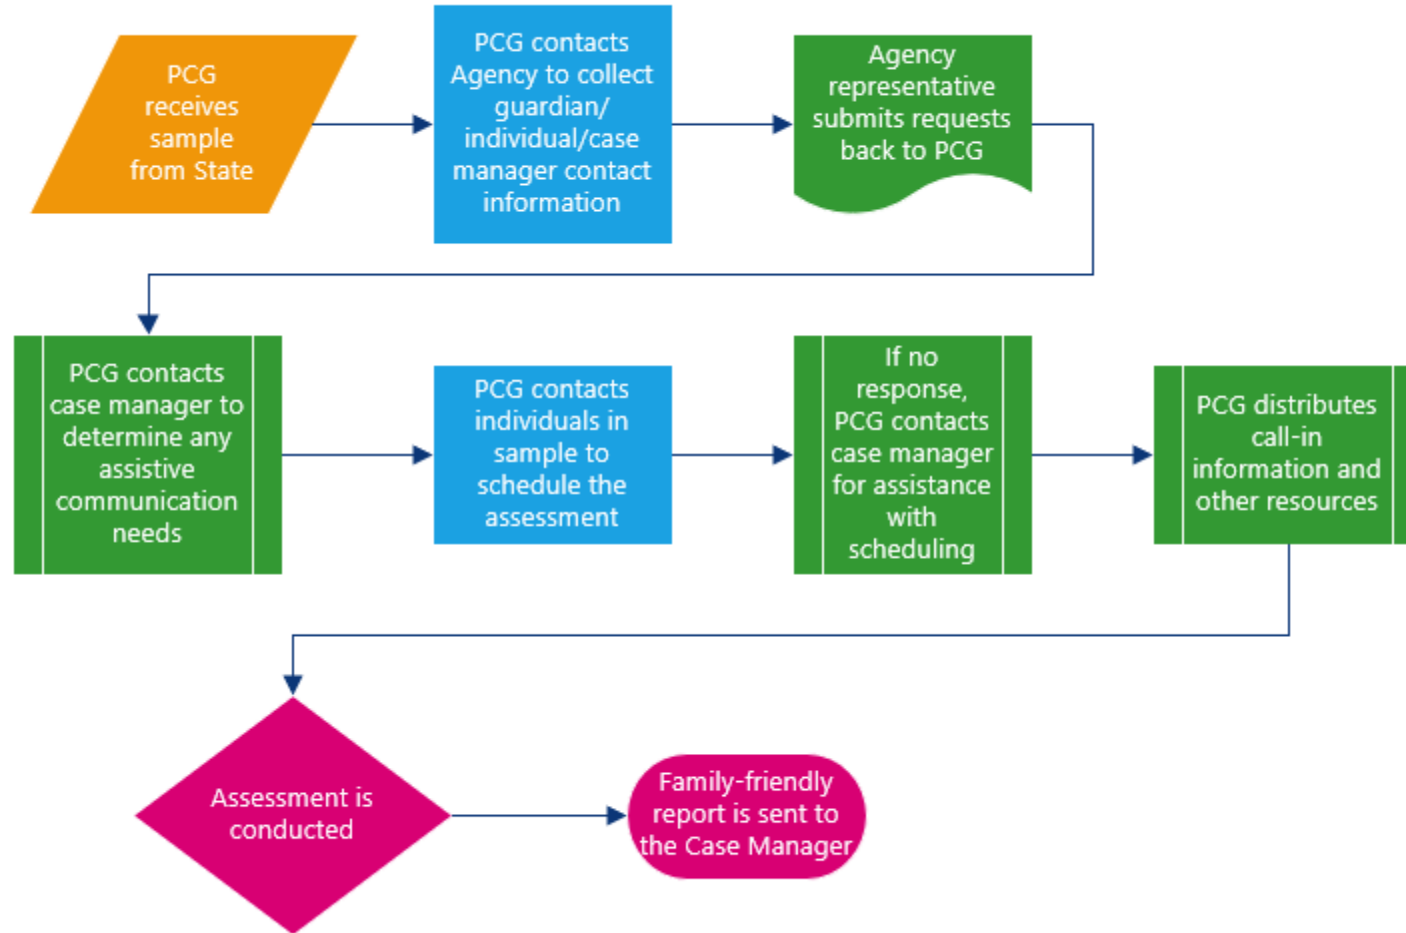 PCG
receives
sample
from State
PCG contacts
Agency to collect
guardian/
individual/case
manager contact
information
Agency
representative
submits requests
back to PCG
PCG contacts
case manager to
determine any
assistive
communication
needs
PCG contacts
individuals in
sample to
schedule the
assessment
If no
response,
PCG contacts
case manager
for assistance
with
scheduling
PCG distributes
call-in
information and
other resources
Assessment is
conducted
Family-friendly
report is sent to
the Case Manager